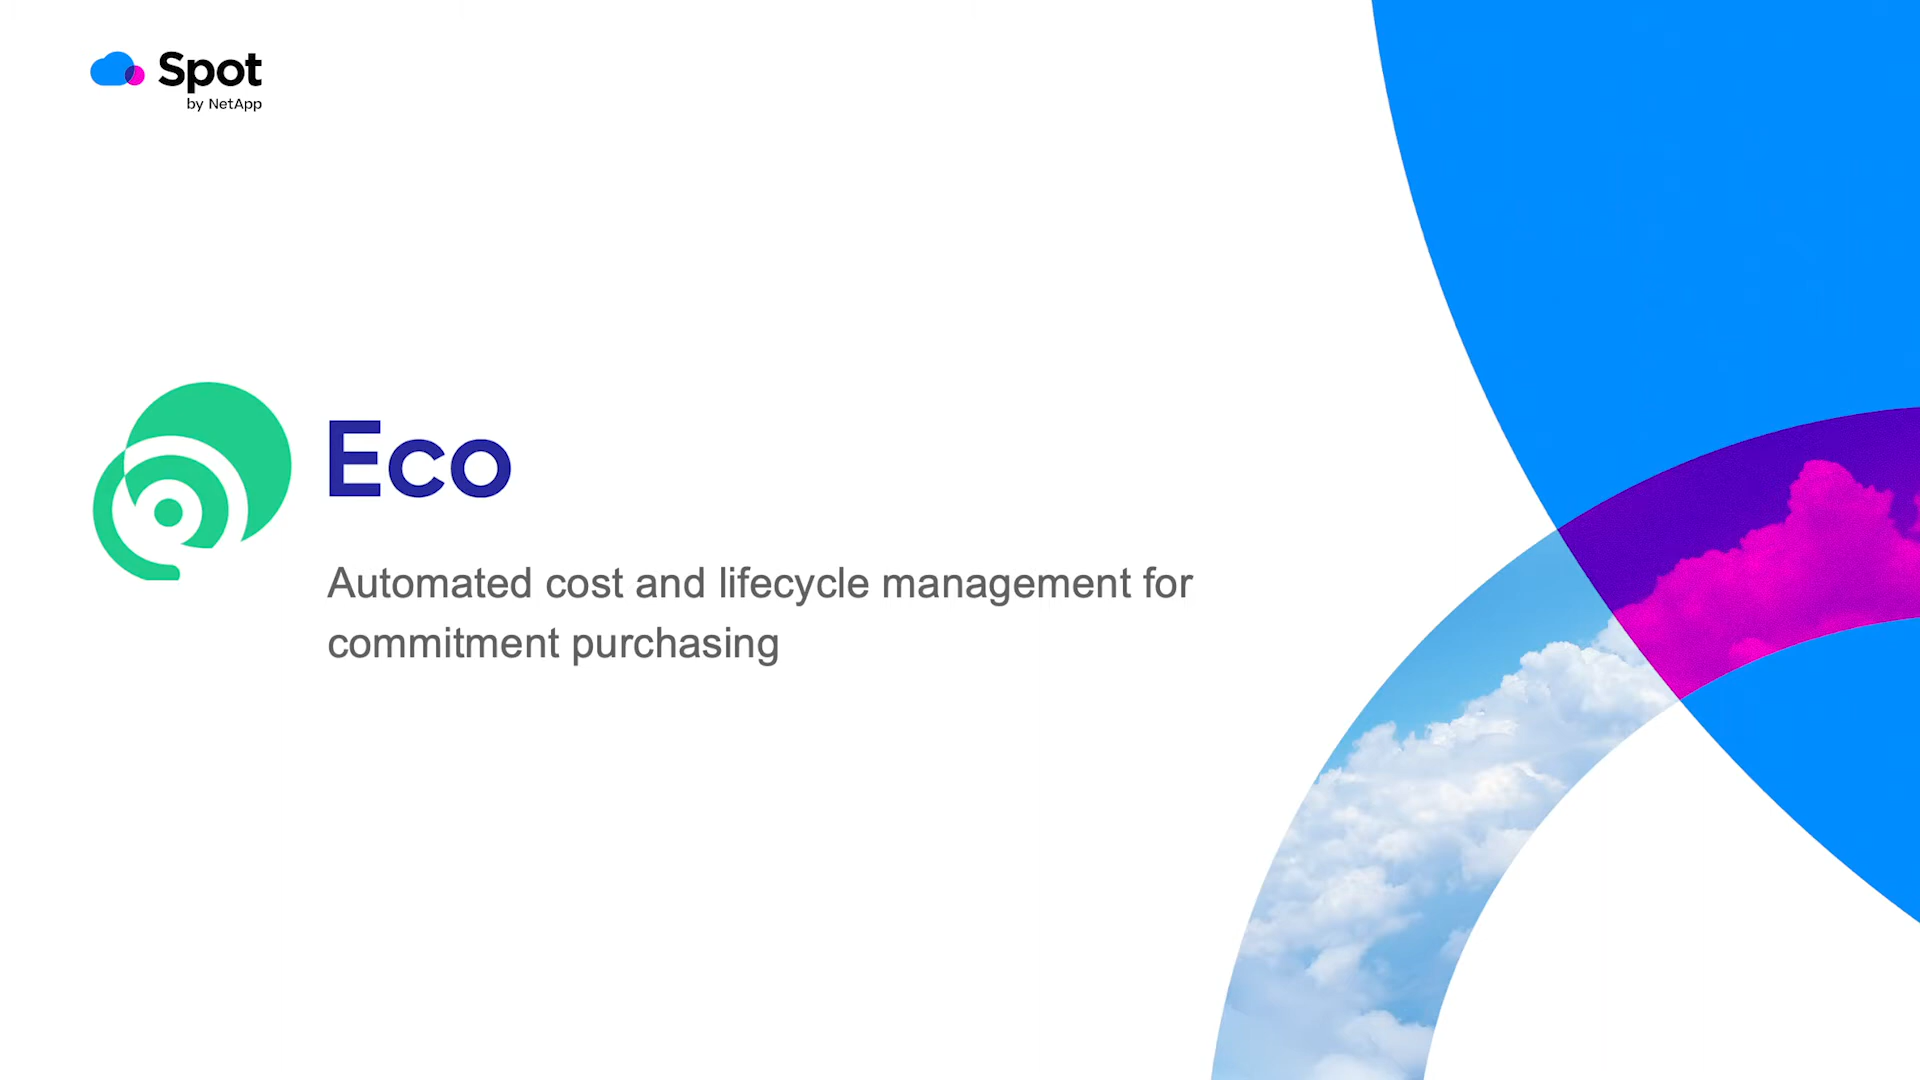 Spot
by NetApp
Eco
Automated cost and lifecycle management for
commitment purchasing